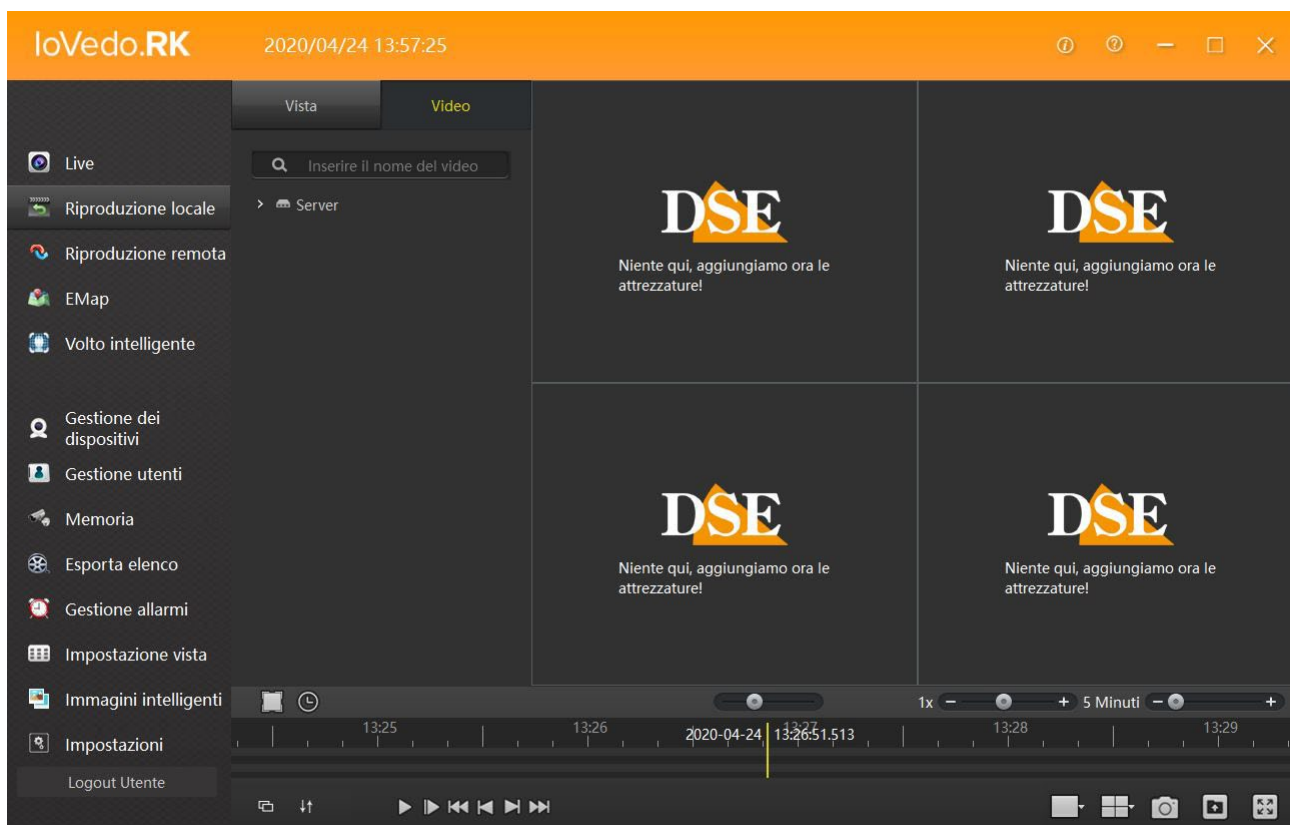 IoVedo.RK
2020/04/24 13:57:25
Vista
Video
Live
Inserire il nome del video
Riproduzione locale
Server
Riproduzione remota
EMap
Volto intelligente
Gestione dei
dispositivi
Gestione utenti
Memoria
Esporta elenco
Gestione allarmi
Impostazione vista
Immagini intelligenti
Impostazioni
Logout Utente
DSE
Niente qui, aggiungiamo ora le
attrezzature!
DSE
Niente qui, aggiungiamo ora le
attrezzature!
DSE
Niente qui, aggiungiamo ora le
attrezzature!
DSE
Niente qui, aggiungiamo ora le
attrezzature!
1x
5 Minuti
13:25
13:26
13:27
13:28
13:29
2020-04-24 13:26:51.513